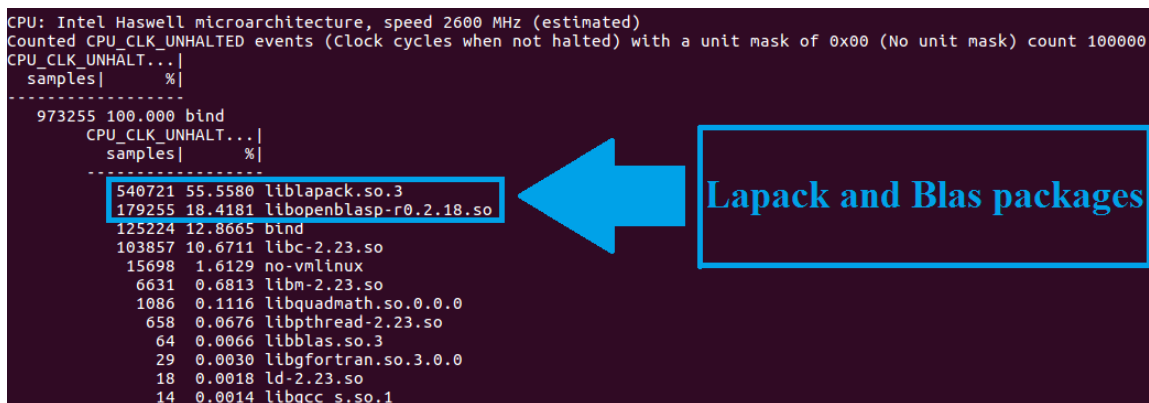 CPU: Intel Haswell microarchitecture, speed 2600 MHz (estimated)
Counted CPU_CLK_UNHALTED events (Clock cycles when not halted) with a unit mask of 0x00 (No unit mask) count 100000
CPU_CLK_UNHALT...|
samples| %|
------------------
973255 100.000 bind
CPU_CLK_UNHALT...|
samples| %|
------------------
540721 55.5580 liblapack.so.3
179255 18.4181 libopenblasp-r0.2.18.so
125224 12.8665 bind
103857 10.6711 libc-2.23.so
15698 1.6129 no-vmlinux
6631 0.6813 libm-2.23.so
1086 0.1116 libquadmath.so.0.0.0
658 0.0676 libpthread-2.23.so
64 0.0066 libblas.so.3
29 0.0030 libgfortran.so.3.0.0
18 0.0018 ld-2.23.so
14 0.0014 libgcc_s.so.1
Lapack and Blas packages